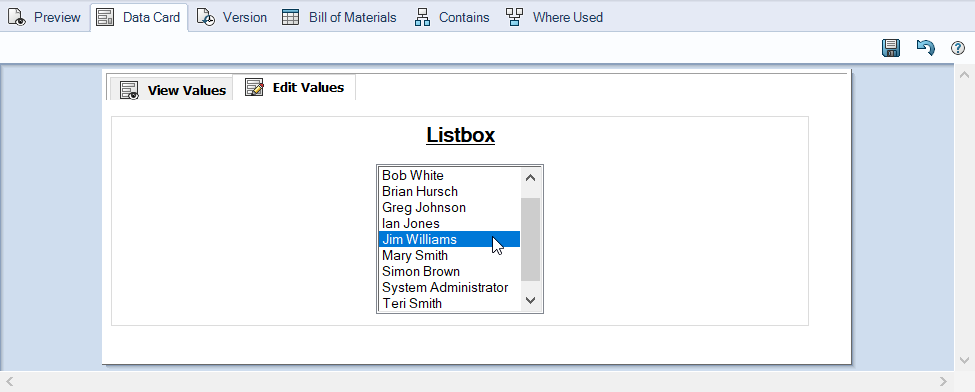 Preview Data Card Version Bill of Materials Contains Where Used
View Values Edit Values
Listbox
Bob White
Brian Hursch
Greg Johnson
Ian Jones
Jim Williams
Mary Smith
Simon Brown
System Administrator
Teri Smith